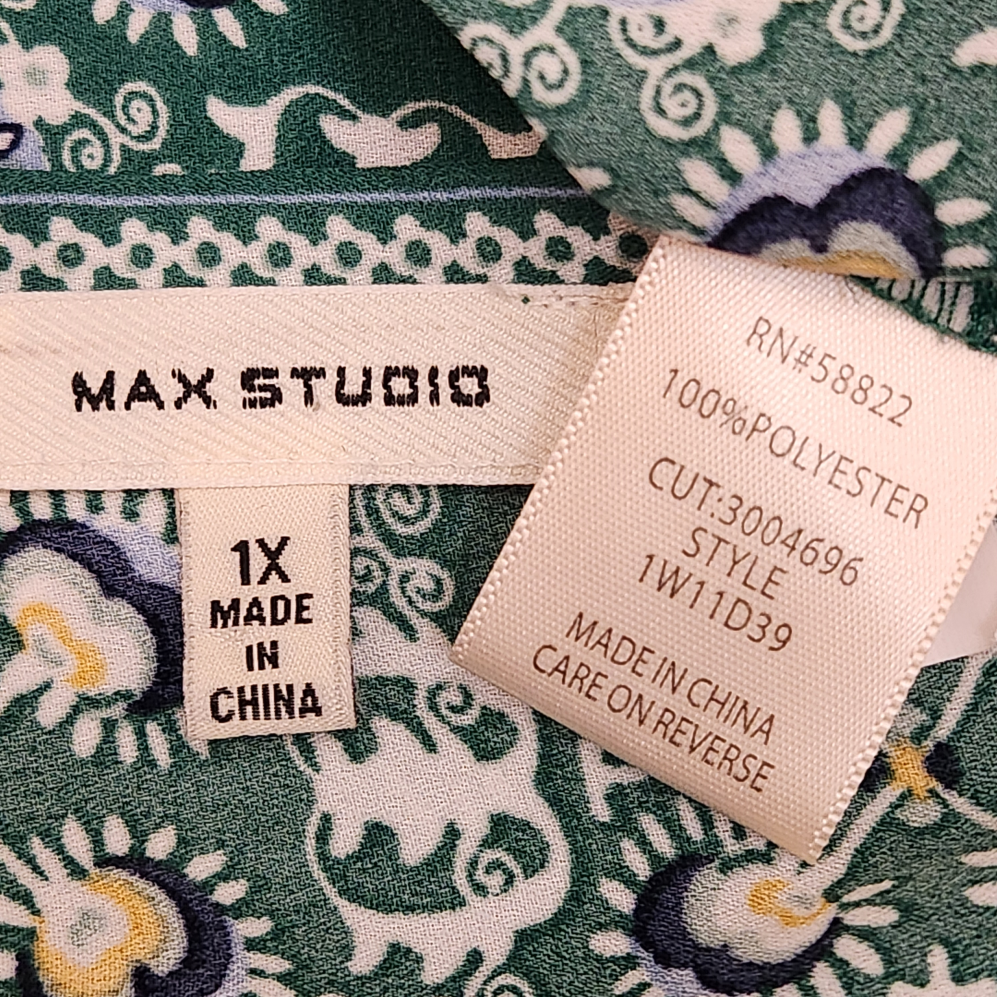 MAX STUDIO
1X
MADE
IN
CHINA
RN#58822
100%POLYESTER
CUT:3004696
STYLE
1W11D39
MADE IN CHINA
CARE ON REVERSE